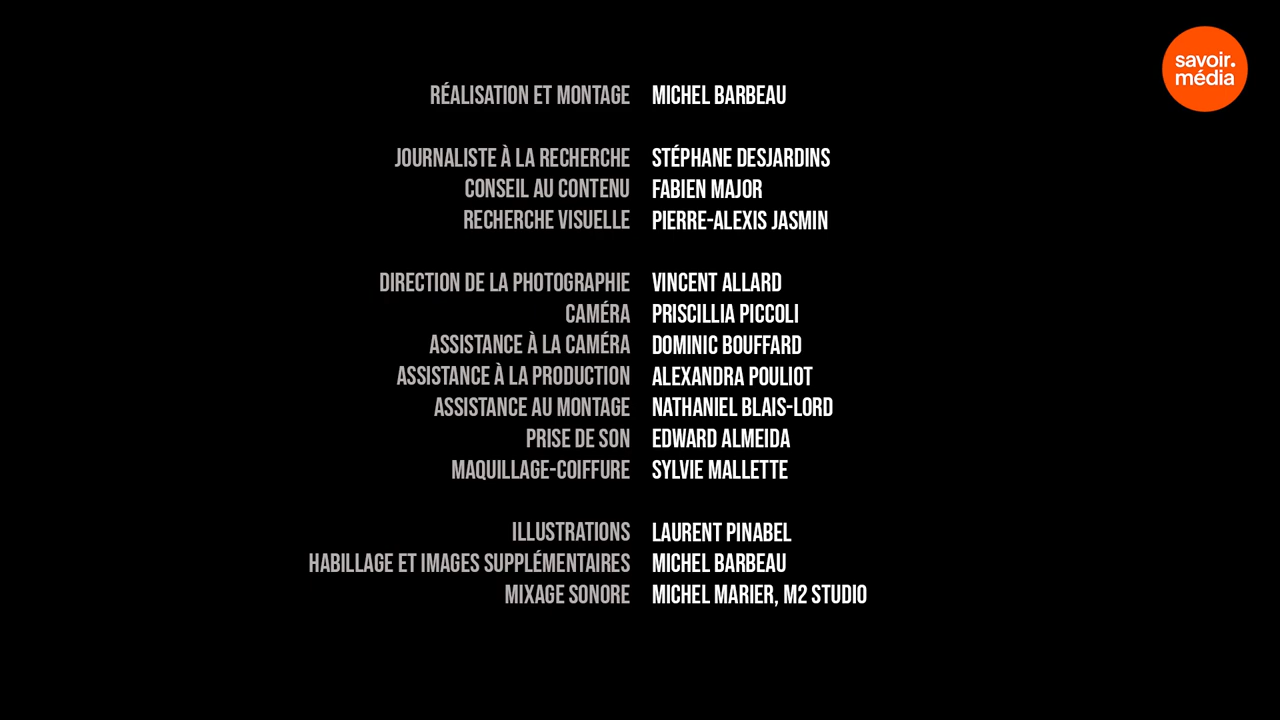 savoir.
média
RÉALISATION ET MONTAGE MICHEL BARBEAU
JOURNALISTE À LA RECHERCHE STÉPHANE DESJARDINS
CONSEIL AU CONTENU FABIEN MAJOR
RECHERCHE VISUELLE PIERRE-ALEXIS JASMIN
DIRECTION DE LA PHOTOGRAPHIE VINCENT ALLARD
CAMÉRA PRISCILLIA PICCOLI
ASSISTANCE À LA CAMÉRA DOMINIC BOUFFARD
ASSISTANCE À LA PRODUCTION ALEXANDRA POULIOT
ASSISTANCE AU MONTAGE NATHANIEL BLAIS-LORD
PRISE DE SON EDWARD ALMEIDA
MAQUILLAGE-COIFFURE SYLVIE MALLETTE
ILLUSTRATIONS LAURENT PINABEL
HABILLAGE ET IMAGES SUPPLÉMENTAIRES MICHEL BARBEAU
MIXAGE SONORE MICHEL MARIER, M2 STUDIO